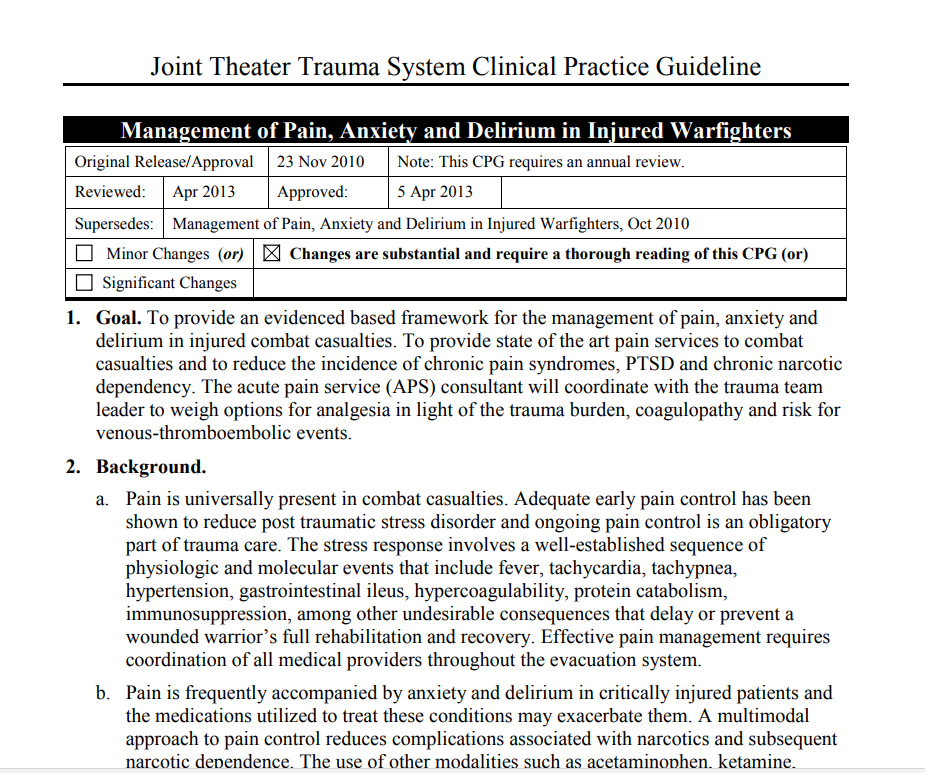 Joint Theater Trauma System Clinical Practice Guideline
Management of Pain, Anxiety and Delirium in Injured Warfighters
Original Release/Approval 23 Nov 2010 Note: This CPG requires an annual review.
Reviewed: Apr 2013 Approved: 5 Apr 2013
Supersedes: Management of Pain, Anxiety and Delirium in Injured Warfighters, Oct 2010
☐ Minor Changes (or) ☒ Changes are substantial and require a thorough reading of this CPG (or)
☐ Significant Changes
1. Goal. To provide an evidenced based framework for the management of pain, anxiety and
delirium in injured combat casualties. To provide state of the art pain services to combat
casualties and to reduce the incidence of chronic pain syndromes, PTSD and chronic narcotic
dependency. The acute pain service (APS) consultant will coordinate with the trauma team
leader to weigh options for analgesia in light of the trauma burden, coagulopathy and risk for
venous-thromboembolic events.
2. Background.
a. Pain is universally present in combat casualties. Adequate early pain control has been
shown to reduce post traumatic stress disorder and ongoing pain control is an obligatory
part of trauma care. The stress response involves a well-established sequence of
physiologic and molecular events that include fever, tachycardia, tachypnea,
hypertension, gastrointestinal ileus, hypercoagulability, protein catabolism,
immunosuppression, among other undesirable consequences that delay or prevent a
wounded warrior’s full rehabilitation and recovery. Effective pain management requires
coordination of all medical providers throughout the evacuation system.
b. Pain is frequently accompanied by anxiety and delirium in critically injured patients and
the medications utilized to treat these conditions may exacerbate them. A multimodal
approach to pain control reduces complications associated with narcotics and subsequent
narcotic dependence. The use of other modalities such as acetaminophen, ketamine,